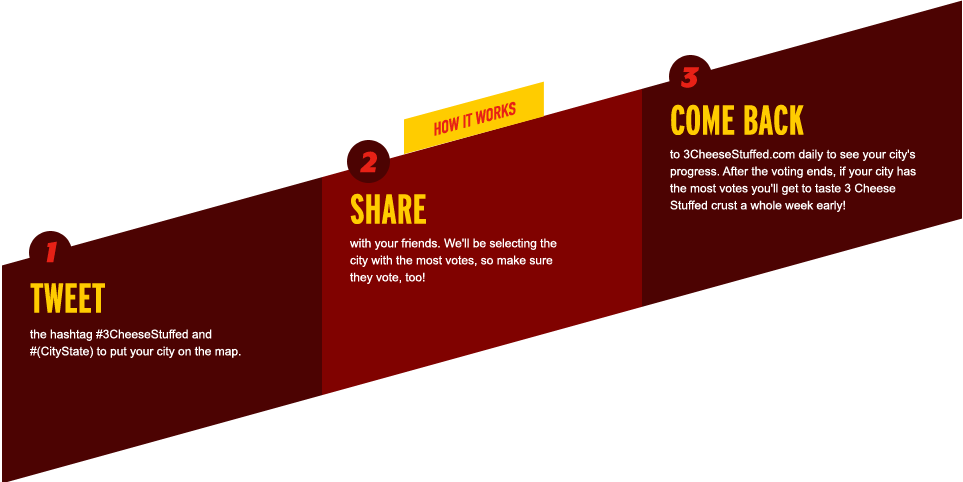 HOW IT WORKS
1
TWEET
the hashtag #3CheeseStuffed and
#(CityState) to put your city on the map.
2
SHARE
with your friends. We'll be selecting the
city with the most votes, so make sure
they vote, too!
3
COME BACK
to 3CheeseStuffed.com daily to see your city's
progress. After the voting ends, if your city has
the most votes you'll get to taste 3 Cheese
Stuffed crust a whole week early!